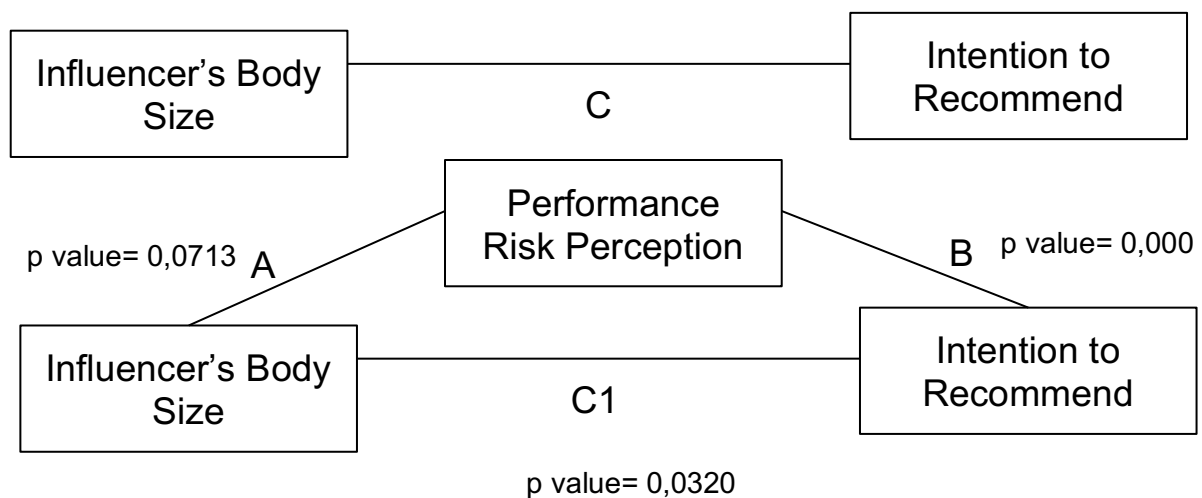 Influencer’s Body
Size
Intention to
Recommend
C
Performance
Risk Perception
p value= 0,0713
A
B
p value= 0,000
Influencer’s Body
Size
Intention to
Recommend
C1
p value= 0,0320